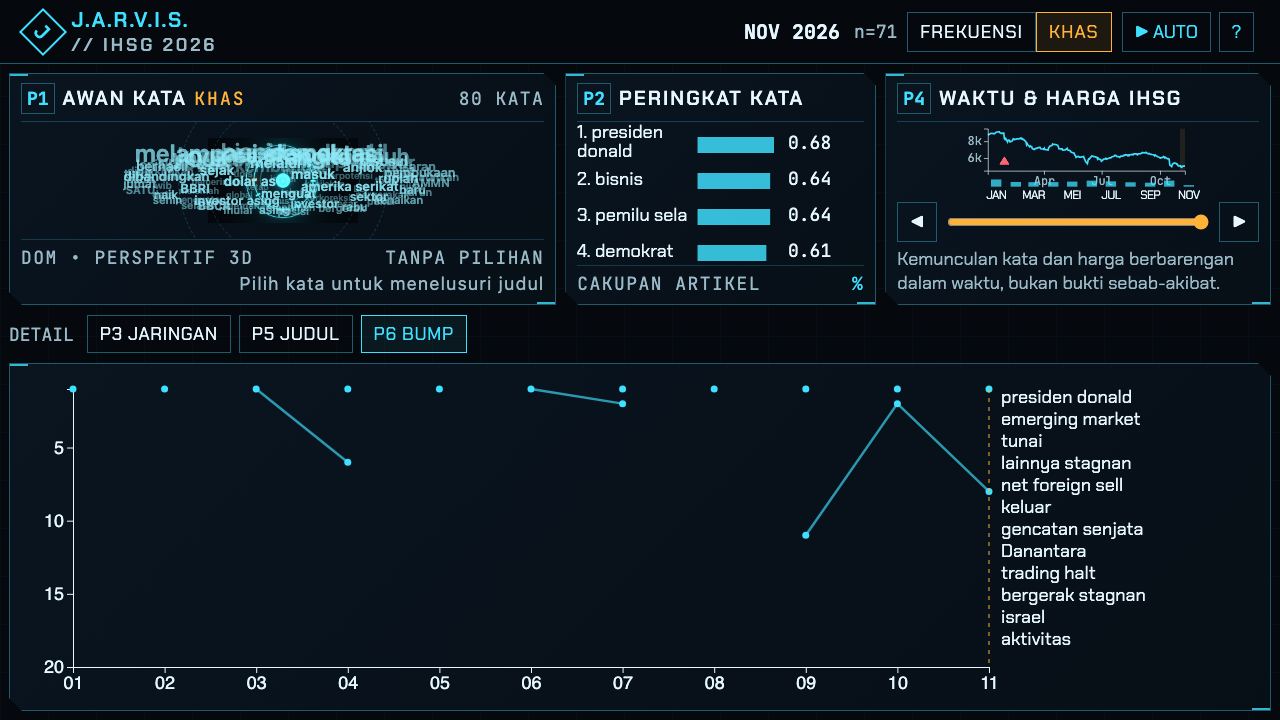 J.A.R.V.I.S.
// IHSG 2026
NOV 2026 n=71 FREKUENSI KHAS ▶ AUTO ?
P1 AWAN KATA KHAS 80 KATA
sejak
masuk
dolar as
amerika serikat
BBRI
menguat
investor asing
investor
sektor
DOM • PERSPEKTIF 3D TANPA PILIHAN
Pilih kata untuk menelusuri judul
P2 PERINGKAT KATA
1. presiden donald 0.68
2. bisnis 0.64
3. pemilu sela 0.64
4. demokrat 0.61
CAKUPAN ARTIKEL %
P4 WAKTU & HARGA IHSG
8k
6k
Apr Jul Oct
JAN MAR MEI JUL SEP NOV
◀ ▶
Kemunculan kata dan harga berbarengan
dalam waktu, bukan bukti sebab-akibat.
DETAIL P3 JARINGAN P5 JUDUL P6 BUMP
5
10
15
20
01 02 03 04 05 06 07 08 09 10 11
presiden donald
emerging market
tunai
lainnya stagnan
net foreign sell
keluar
gencatan senjata
Danantara
trading halt
bergerak stagnan
israel
aktivitas